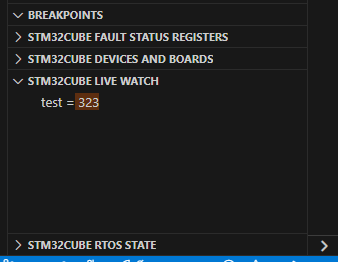 BREAKPOINTS
STM32CUBE FAULT STATUS REGISTERS
STM32CUBE DEVICES AND BOARDS
STM32CUBE LIVE WATCH
test = 323
STM32CUBE RTOS STATE